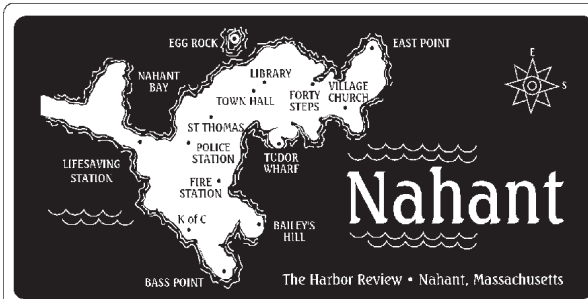 EGG ROCK
EAST POINT
E
S
NAHANT
BAY
LIBRARY
TOWN HALL
FORTY
STEPS
VILLAGE
CHURCH
ST THOMAS
POLICE
STATION
TUDOR
WHARF
LIFESAVING
STATION
FIRE
STATION
K of C
BAILEY'S
HILL
BASS POINT
Nahant
The Harbor Review • Nahant, Massachusetts